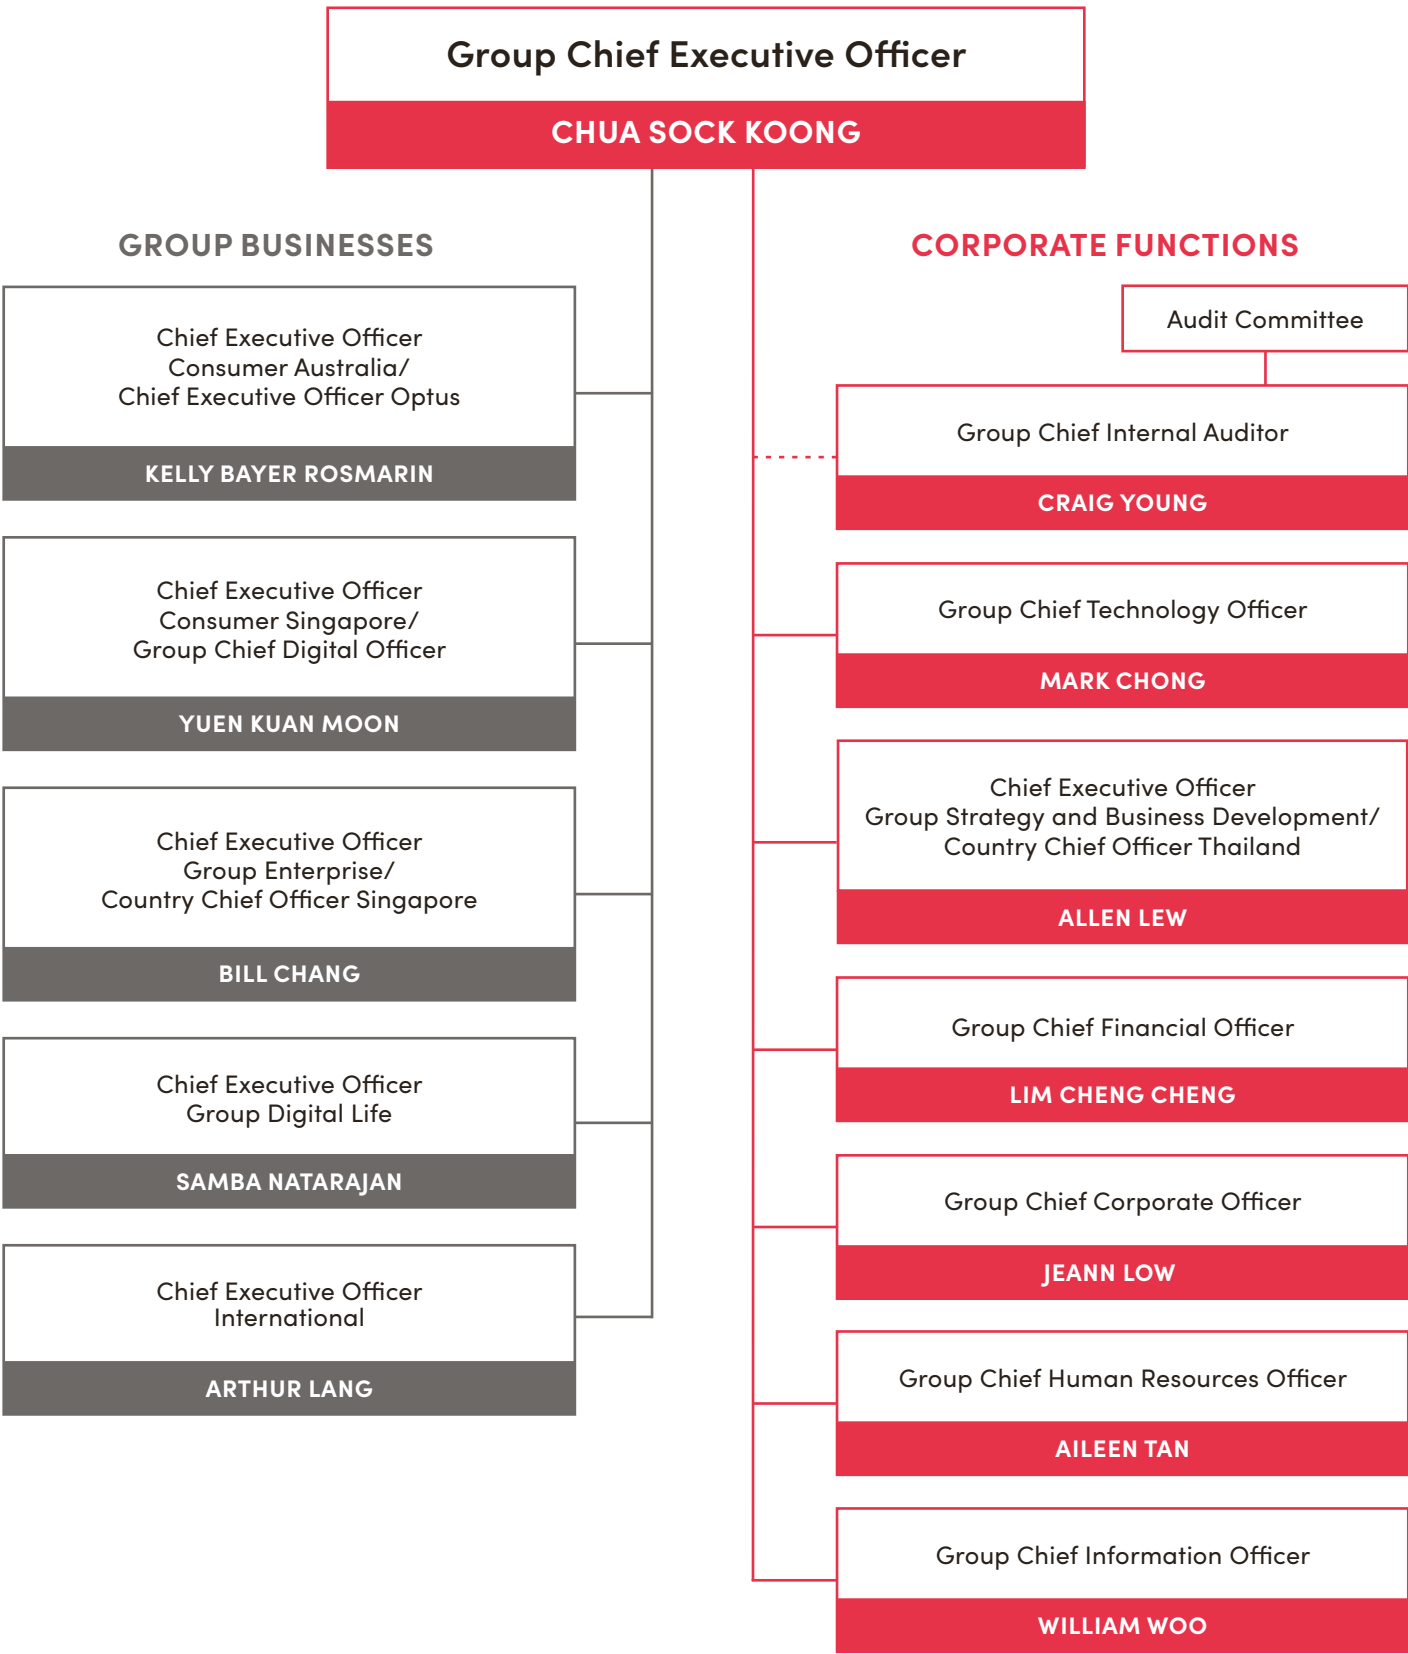 Group Chief Executive Officer
CHUA SOCK KOONG
GROUP BUSINESSES
Chief Executive Officer
Consumer Australia/
Chief Executive Officer Optus
KELLY BAYER ROSMARIN
Chief Executive Officer
Consumer Singapore/
Group Chief Digital Officer
YUEN KUAN MOON
Chief Executive Officer
Group Enterprise/
Country Chief Officer Singapore
BILL CHANG
Chief Executive Officer
Group Digital Life
SAMBA NATARAJAN
Chief Executive Officer
International
ARTHUR LANG
CORPORATE FUNCTIONS
Audit Committee
Group Chief Internal Auditor
CRAIG YOUNG
Group Chief Technology Officer
MARK CHONG
Chief Executive Officer
Group Strategy and Business Development/
Country Chief Officer Thailand
ALLEN LEW
Group Chief Financial Officer
LIM CHENG CHENG
Group Chief Corporate Officer
JEANN LOW
Group Chief Human Resources Officer
AILEEN TAN
Group Chief Information Officer
WILLIAM WOO